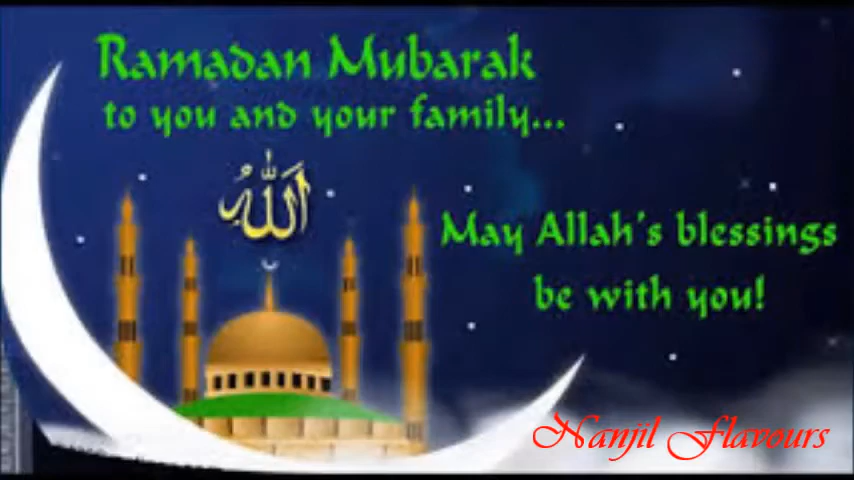 Ramadan Mubarak
to you and your family...
الله
May Allah's blessings
be with you!
Nanjil Flavours